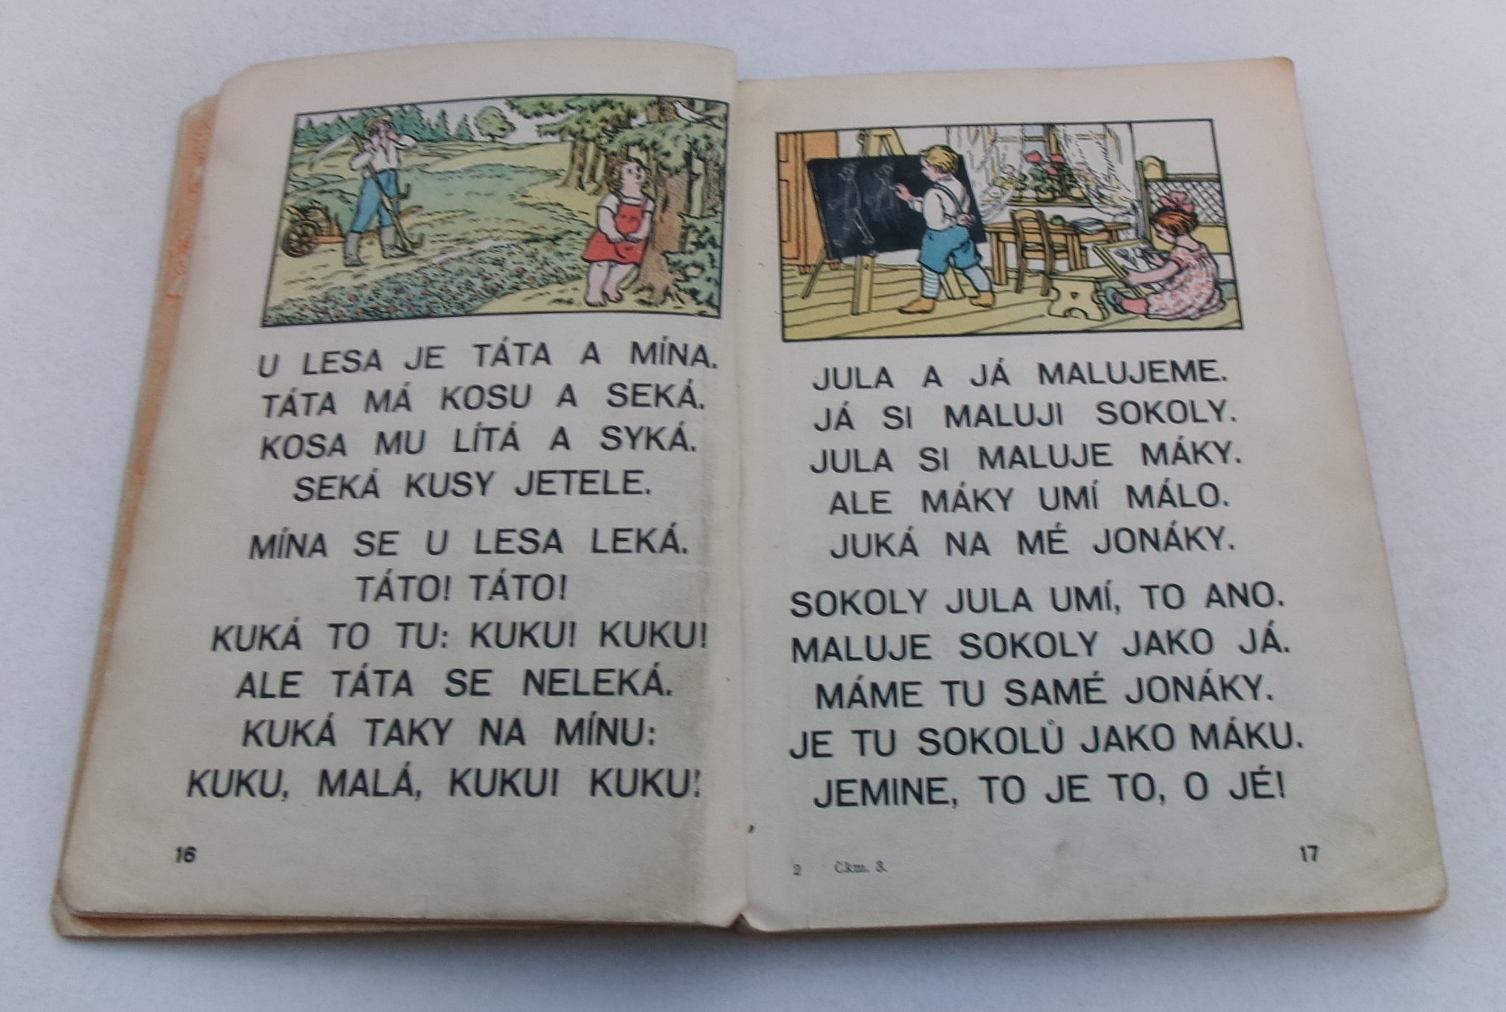 U LESA JE TÁTA A MÍNA.
TÁTA MÁ KOSU A SEKÁ.
KOSA MU LÍTÁ A SYKÁ.
SEKÁ KUSY JETELE.
MÍNA SE U LESA LEKÁ.
TÁTO! TÁTO!
KUKÁ TO TU: KUKU! KUKU!
ALE TÁTA SE NELEKÁ.
KUKÁ TAKY NA MÍNU:
KUKU, MALÁ, KUKU! KUKU!
16
JULA A JÁ MALUJEME.
JÁ SI MALUJI SOKOLY.
JULA SI MALUJE MÁKY.
ALE MÁKY UMÍ MÁLO.
JUKÁ NA MÉ JONÁKY.
SOKOLY JULA UMÍ, TO ANO.
MALUJE SOKOLY JAKO JÁ.
MÁME TU SAMÉ JONÁKY.
JE TU SOKOLŮ JAKO MÁKU.
JEMINE, TO JE TO, O JÉ!
2 Čkm. 3.
17